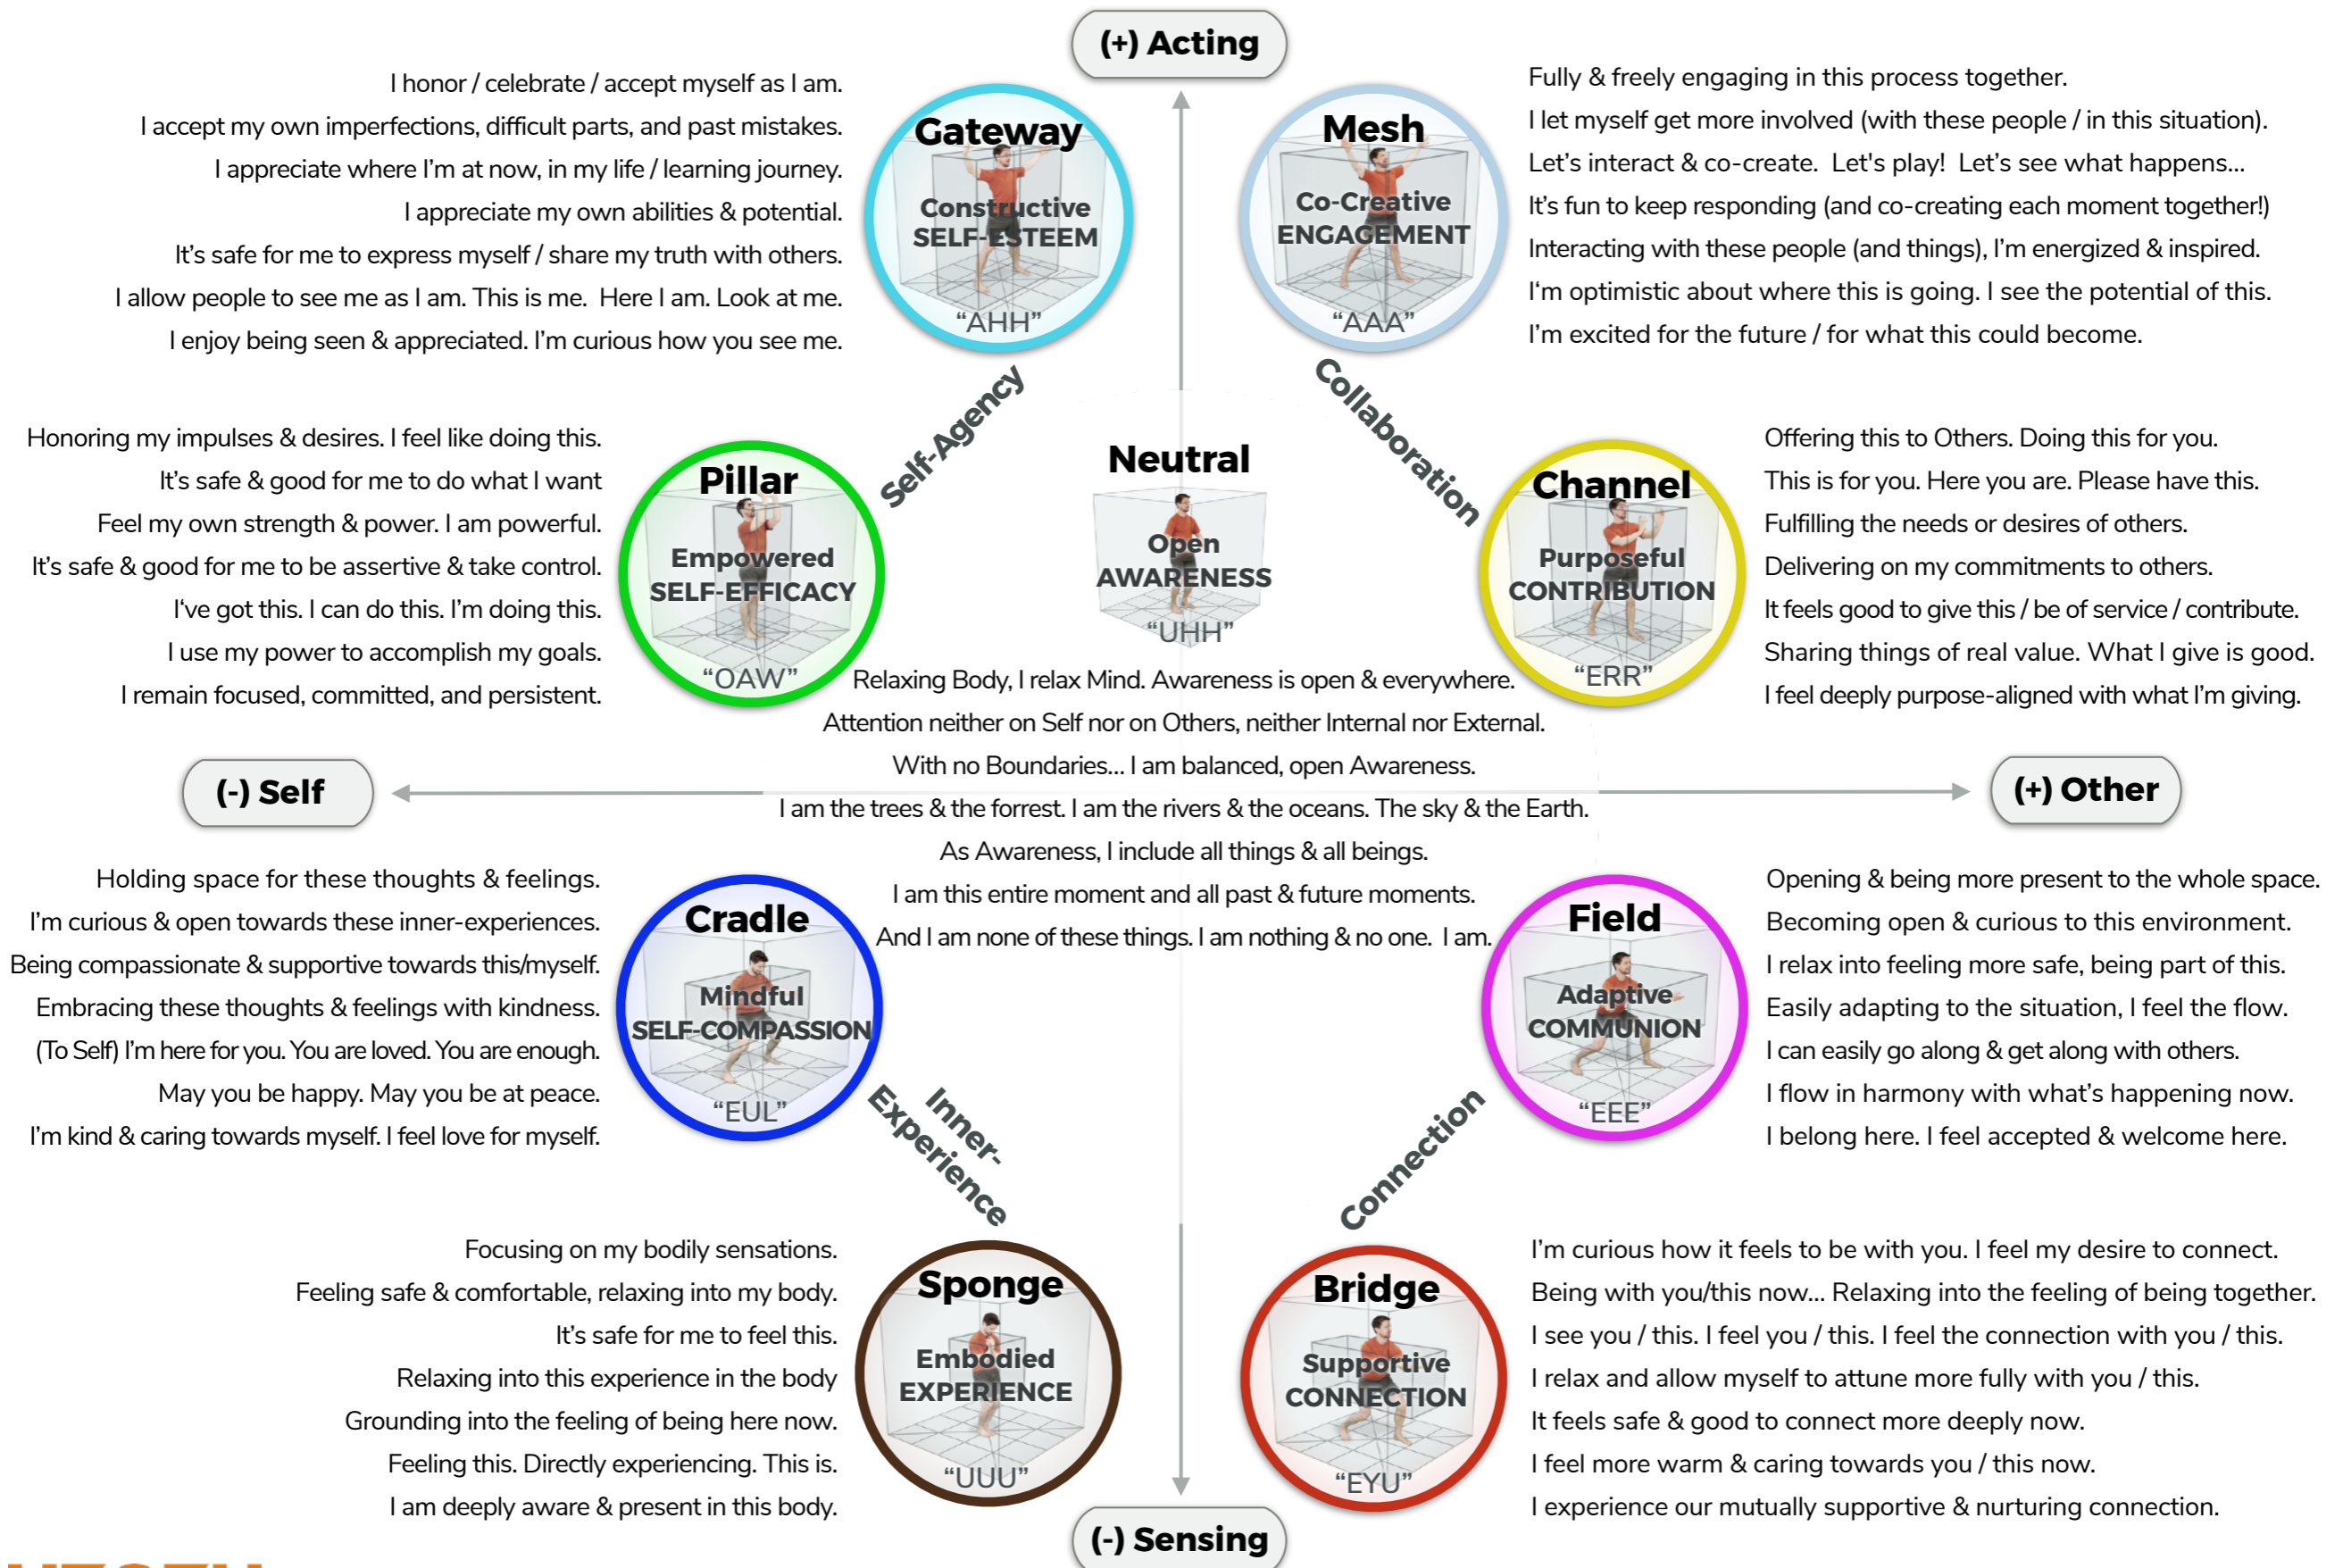 (+) Acting
I honor / celebrate / accept myself as I am.
I accept my own imperfections, difficult parts, and past mistakes.
I appreciate where I'm at now, in my life / learning journey.
I appreciate my own abilities & potential.
It's safe for me to express myself / share my truth with others.
I allow people to see me as I am. This is me.  Here I am. Look at me.
I enjoy being seen & appreciated. I'm curious how you see me.
Gateway
Constructive
SELF-ESTEEM
“AHH”
Mesh
Co-Creative
ENGAGEMENT
“AAA”
Fully & freely engaging in this process together.
I let myself get more involved (with these people / in this situation).
Let's interact & co-create.  Let's play!  Let's see what happens...
It's fun to keep responding (and co-creating each moment together!)
Interacting with these people (and things), I'm energized & inspired.
I‘m optimistic about where this is going. I see the potential of this.
I'm excited for the future / for what this could become.
Self-Agency
Collaboration
Honoring my impulses & desires. I feel like doing this.
It's safe & good for me to do what I want
Feel my own strength & power. I am powerful.
It's safe & good for me to be assertive & take control.
I‘ve got this. I can do this. I'm doing this.
I use my power to accomplish my goals.
I remain focused, committed, and persistent.
Pillar
Empowered
SELF-EFFICACY
“OAW”
Neutral
Open
AWARENESS
“UHH”
Channel
Purposeful
CONTRIBUTION
“ERR”
Offering this to Others. Doing this for you.
This is for you. Here you are. Please have this.
Fulfilling the needs or desires of others.
Delivering on my commitments to others.
It feels good to give this / be of service / contribute.
Sharing things of real value. What I give is good.
I feel deeply purpose-aligned with what I'm giving.
Relaxing Body, I relax Mind. Awareness is open & everywhere.
Attention neither on Self nor on Others, neither Internal nor External.
With no Boundaries... I am balanced, open Awareness.
I am the trees & the forrest. I am the rivers & the oceans. The sky & the Earth.
As Awareness, I include all things & all beings.
I am this entire moment and all past & future moments.
And I am none of these things. I am nothing & no one.  I am.
(-) Self
(+) Other
Holding space for these thoughts & feelings.
I'm curious & open towards these inner-experiences.
Being compassionate & supportive towards this/myself.
Embracing these thoughts & feelings with kindness.
(To Self) I'm here for you. You are loved. You are enough.
May you be happy. May you be at peace.
I'm kind & caring towards myself. I feel love for myself.
Cradle
Mindful
SELF-COMPASSION
“EUL”
Field
Adaptive
COMMUNION
“EEE”
Opening & being more present to the whole space.
Becoming open & curious to this environment.
I relax into feeling more safe, being part of this.
Easily adapting to the situation, I feel the flow.
I can easily go along & get along with others.
I flow in harmony with what's happening now.
I belong here. I feel accepted & welcome here.
Inner-
Experience
Connection
Focusing on my bodily sensations.
Feeling safe & comfortable, relaxing into my body.
It's safe for me to feel this.
Relaxing into this experience in the body
Grounding into the feeling of being here now.
Feeling this. Directly experiencing. This is.
I am deeply aware & present in this body.
Sponge
Embodied
EXPERIENCE
“UUU”
Bridge
Supportive
CONNECTION
“EYU”
I'm curious how it feels to be with you. I feel my desire to connect.
Being with you/this now... Relaxing into the feeling of being together.
I see you / this. I feel you / this. I feel the connection with you / this.
I relax and allow myself to attune more fully with you / this.
It feels safe & good to connect more deeply now.
I feel more warm & caring towards you / this now.
I experience our mutually supportive & nurturing connection.
(-) Sensing